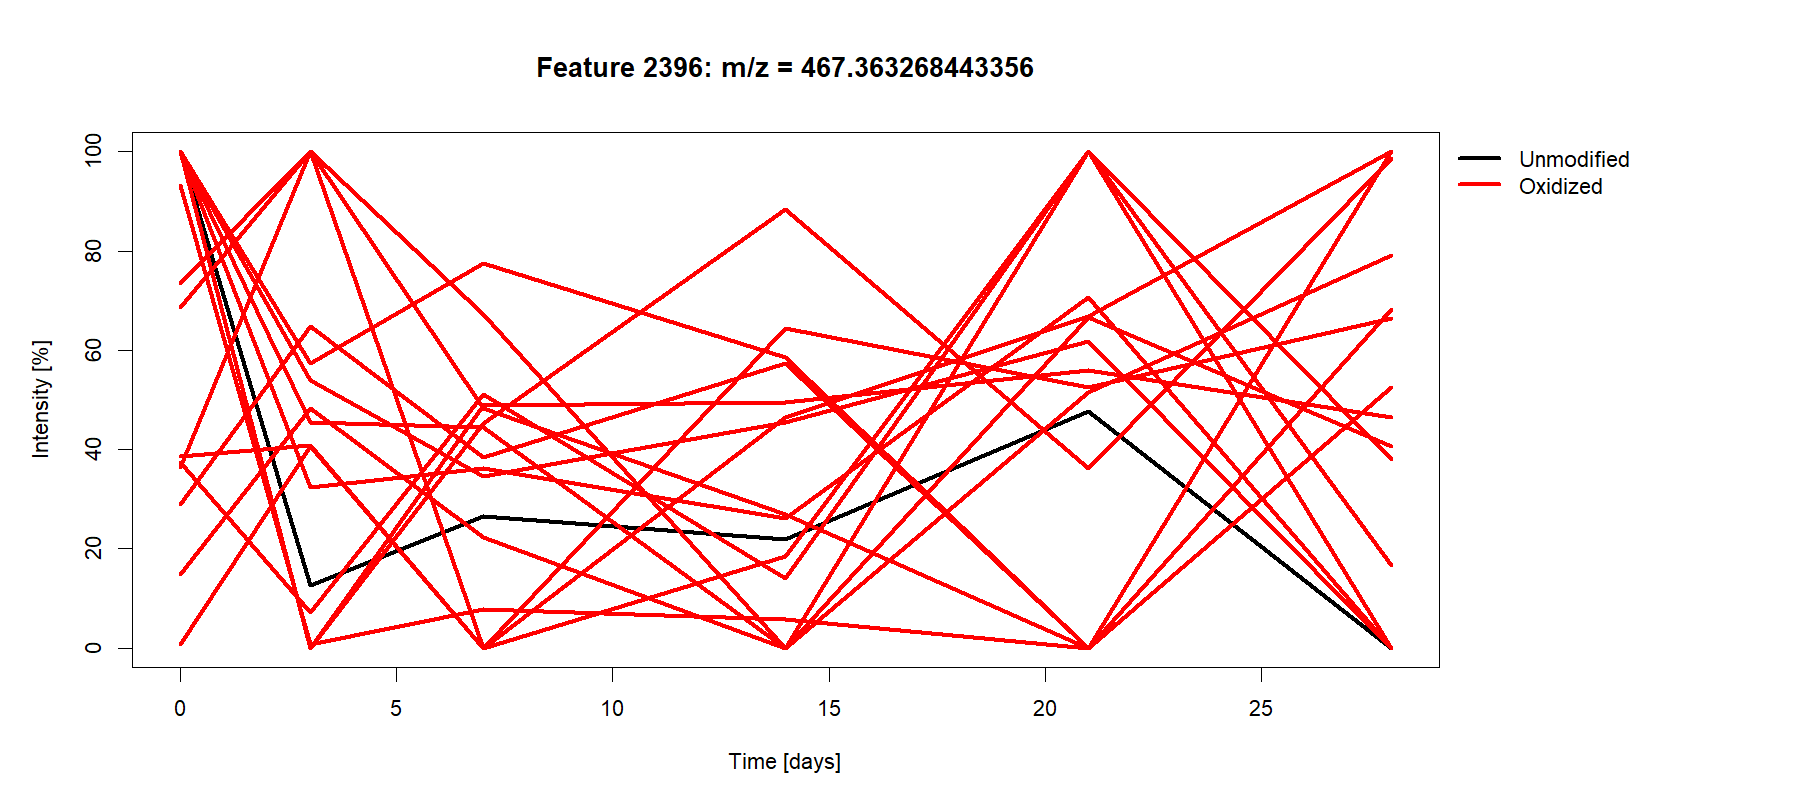 Feature 2396: m/z = 467.363268443356
Intensity [%]
100
80
60
40
20
0
0 5 10 15 20 25
Time [days]
Unmodified
Oxidized